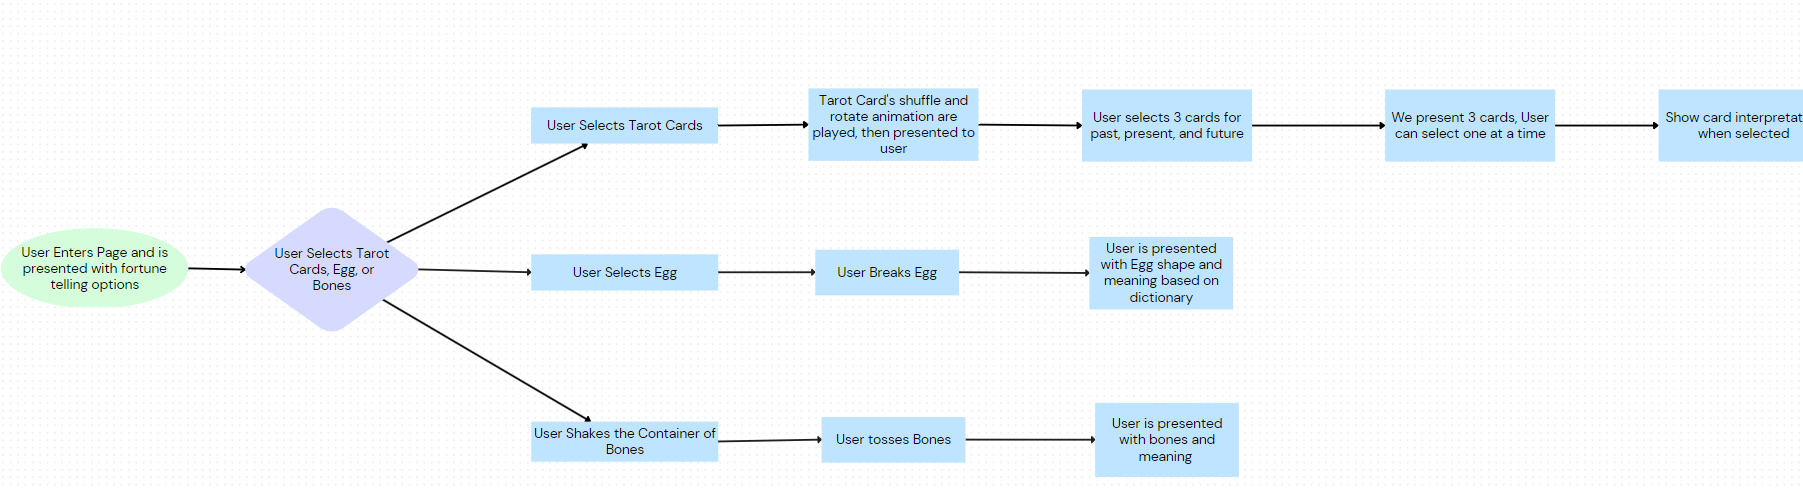 User Enters Page and is
presented with fortune
telling options
User Selects Tarot
Cards, Egg, or
Bones
User Selects Tarot Cards
Tarot Card's shuffle and
rotate animation are
played, then presented to
user
User selects 3 cards for
past, present, and future
We present 3 cards, User
can select one at a time
Show card interpretat
when selected
User Selects Egg
User Breaks Egg
User is presented
with Egg shape and
meaning based on
dictionary
User Shakes the Container of
Bones
User tosses Bones
User is presented
with bones and
meaning